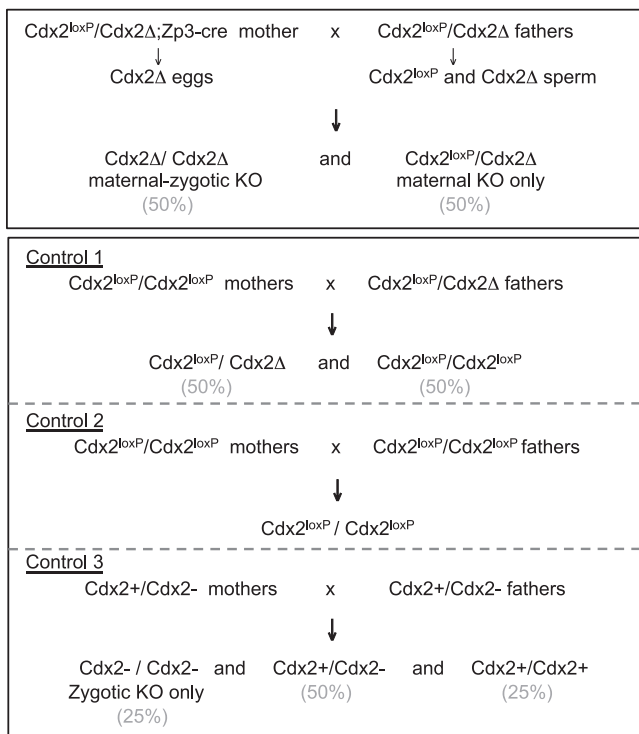 Cdx2loxP/Cdx2Δ;Zp3-cre mother x Cdx2loxP/Cdx2Δ fathers
Cdx2Δ eggs Cdx2loxP and Cdx2Δ sperm
Cdx2Δ/ Cdx2Δ and Cdx2loxP/Cdx2Δ
maternal-zygotic KO maternal KO only
(50%) (50%)
Control 1
Cdx2loxP/Cdx2loxP mothers x Cdx2loxP/Cdx2Δ fathers
Cdx2loxP/ Cdx2Δ and Cdx2loxP/Cdx2loxP
(50%) (50%)
Control 2
Cdx2loxP/Cdx2loxP mothers x Cdx2loxP/Cdx2loxP fathers
Cdx2loxP / Cdx2loxP
Control 3
Cdx2+/Cdx2- mothers x Cdx2+/Cdx2- fathers
Cdx2- / Cdx2- and Cdx2+/Cdx2- and Cdx2+/Cdx2+
Zygotic KO only (50%) (25%)
(25%)